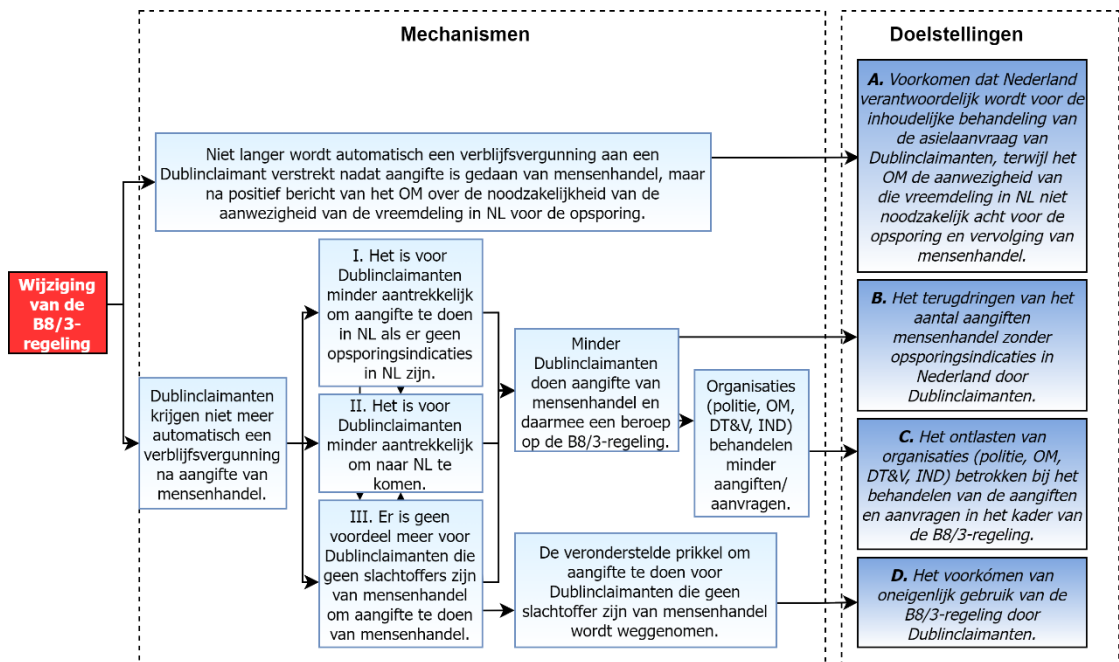 Mechanismen
Doelstellingen
Wijziging
van de
B8/3-
regeling
Niet langer wordt automatisch een verblijfsvergunning aan een
Dublinclaimant verstrekt nadat aangifte is gedaan van mensenhandel, maar
na positief bericht van het OM over de noodzakelijkheid van de
aanwezigheid van de vreemdeling in NL voor de opsporing.
Dublinclaimanten
krijgen niet meer
automatisch een
verblijfsvergunning
na aangifte van
mensenhandel.
I. Het is voor
Dublinclaimanten
minder aantrekkelijk
om aangifte te doen
in NL als er geen
opsporingsindicaties
in NL zijn.
II. Het is voor
Dublinclaimanten
minder aantrekkelijk
om naar NL te
komen.
III. Er is geen
voordeel meer voor
Dublinclaimanten die
geen slachtoffers zijn
van mensenhandel
om aangifte te doen
van mensenhandel.
Minder
Dublinclaimanten
doen aangifte van
mensenhandel en
daarmee een beroep
op de B8/3-regeling.
Organisaties
(politie, OM,
DT&V, IND)
behandelen
minder
aangiften/
aanvragen.
De veronderstelde prikkel om
aangifte te doen voor
Dublinclaimanten die geen
slachtoffer zijn van mensenhandel
wordt weggenomen.
A. Voorkomen dat Nederland
verantwoordelijk wordt voor de
inhoudelijke behandeling van
de asielaanvraag van
Dublinclaimanten, terwijl het
OM de aanwezigheid van
die vreemdeling in NL niet
noodzakelijk acht voor de
opsporing en vervolging van
mensenhandel.
B. Het terugdringen van het
aantal aangiften
mensenhandel zonder
opsporingsindicaties in
Nederland door
Dublinclaimanten.
C. Het ontlasten van
organisaties (politie, OM,
DT&V, IND) betrokken bij het
behandelen van de aangiften
en aanvragen in het kader van
de B8/3-regeling.
D. Het voorkómen van
oneigenlijk gebruik van de
B8/3-regeling door
Dublinclaimanten.